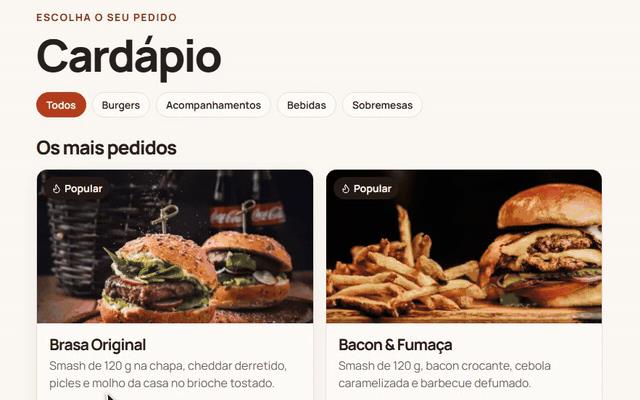 ESCOLHA O SEU PEDIDO
Cardápio
Todos
Burgers
Acompanhamentos
Bebidas
Sobremesas
Os mais pedidos
Popular
Coca-Cola
Popular
Brasa Original
Smash de 120 g na chapa, cheddar derretido,
picles e molho da casa no brioche tostado.
Bacon & Fumaça
Smash de 120 g, bacon crocante, cebola
caramelizada e barbecue defumado.